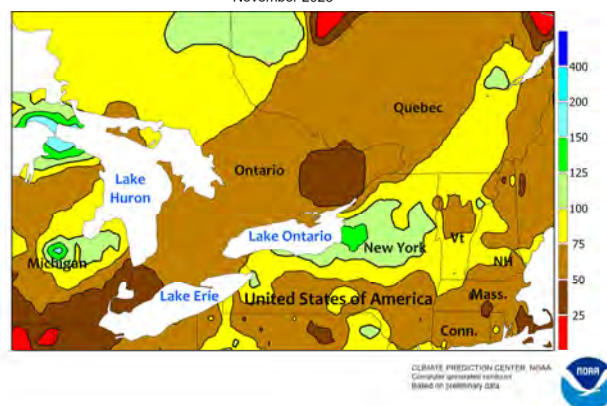 November 2025
400
200
150
125
100
75
50
25
Quebec
Ontario
Lake
Huron
Lake Ontario
New York
Vt
NH
Michigan
Lake Erie
United States of America
Mass.
Conn.
CLIMATE PREDICTION CENTER, NOAA
Computer generated contours
Based on preliminary data
NOAA